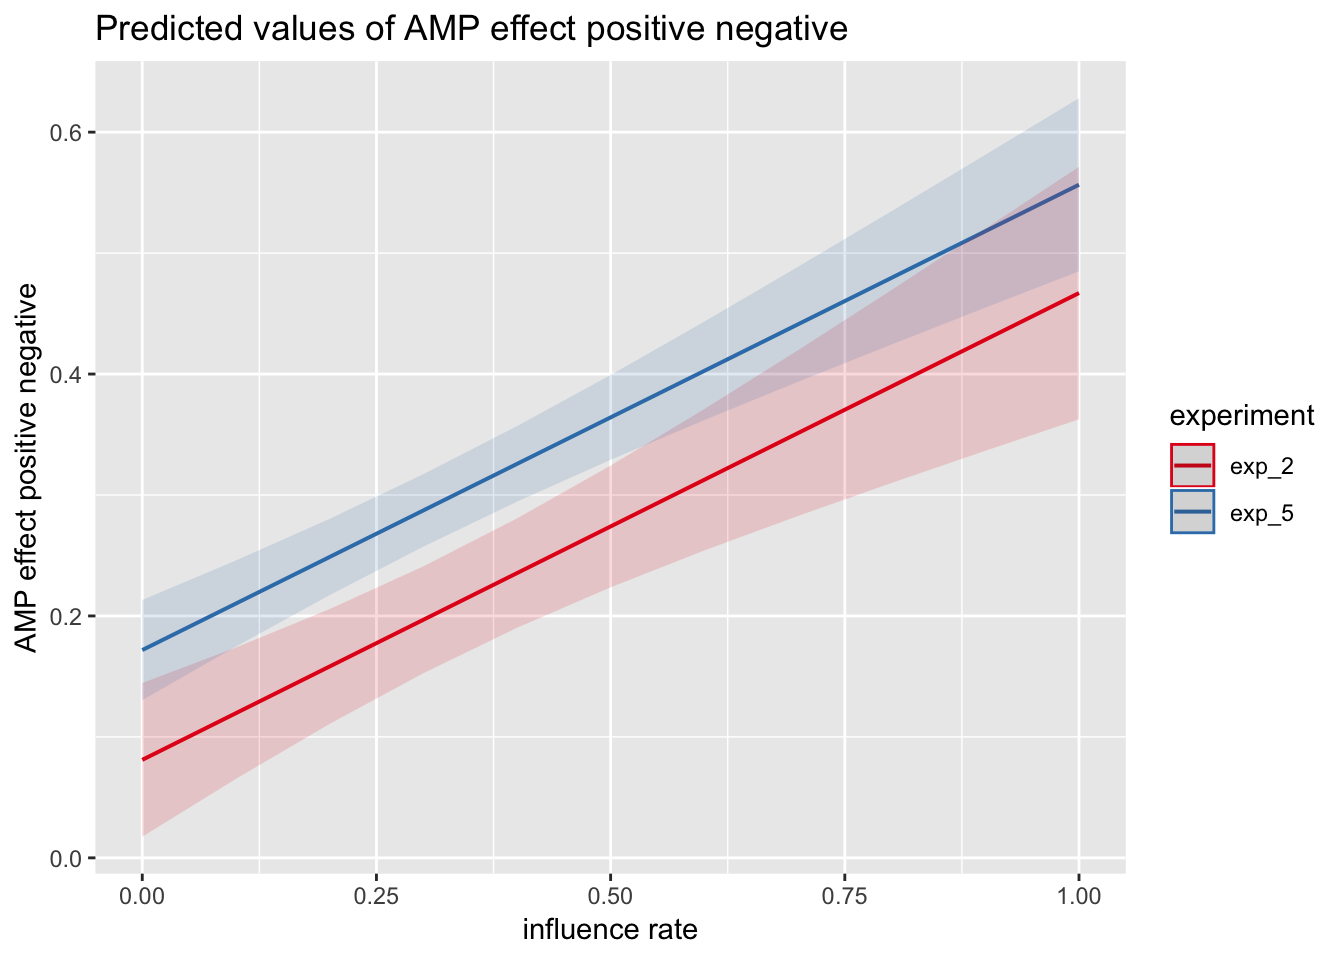 Predicted values of AMP effect positive negative
AMP effect positive negative
0.6
0.4
0.2
0.0
0.00 0.25 0.50 0.75 1.00
influence rate
experiment
exp_2
exp_5